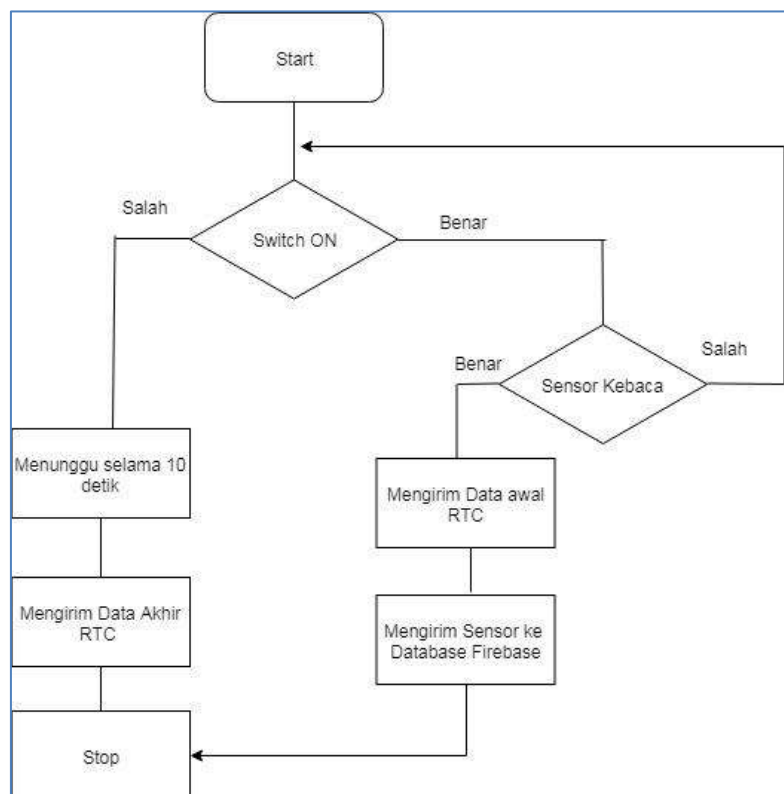 Start
Salah
Switch ON
Benar
Benar
Sensor Kebaca
Salah
Menunggu selama 10
detik
Mengirim Data awal
RTC
Mengirim Data Akhir
RTC
Mengirim Sensor ke
Database Firebase
Stop